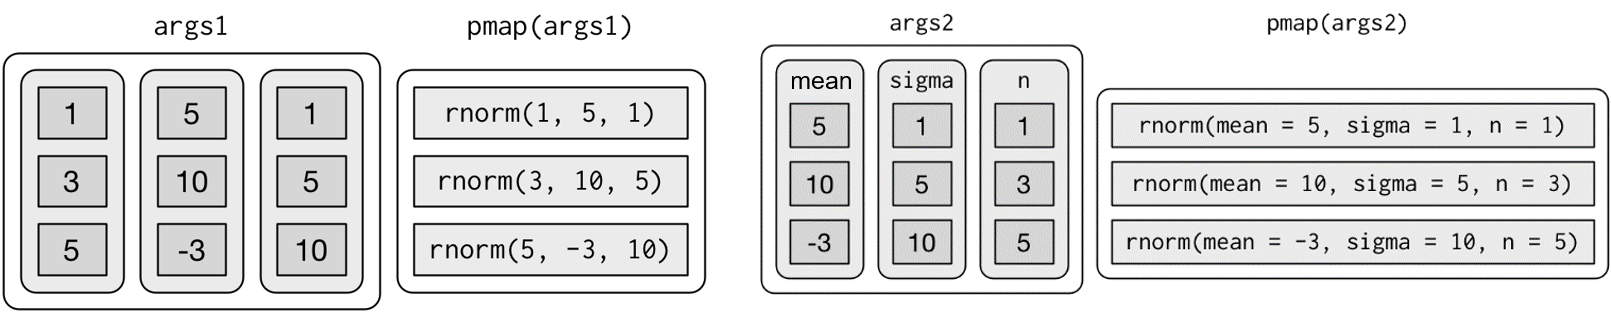 args1
pmap(args1)
1 5 1
rnorm(1, 5, 1)
3 10 5
rnorm(3, 10, 5)
5 -3 10
rnorm(5, -3, 10)
args2
pmap(args2)
mean sigma n
5 1 1
rnorm(mean = 5, sigma = 1, n = 1)
10 5 3
rnorm(mean = 10, sigma = 5, n = 3)
-3 10 5
rnorm(mean = -3, sigma = 10, n = 5)